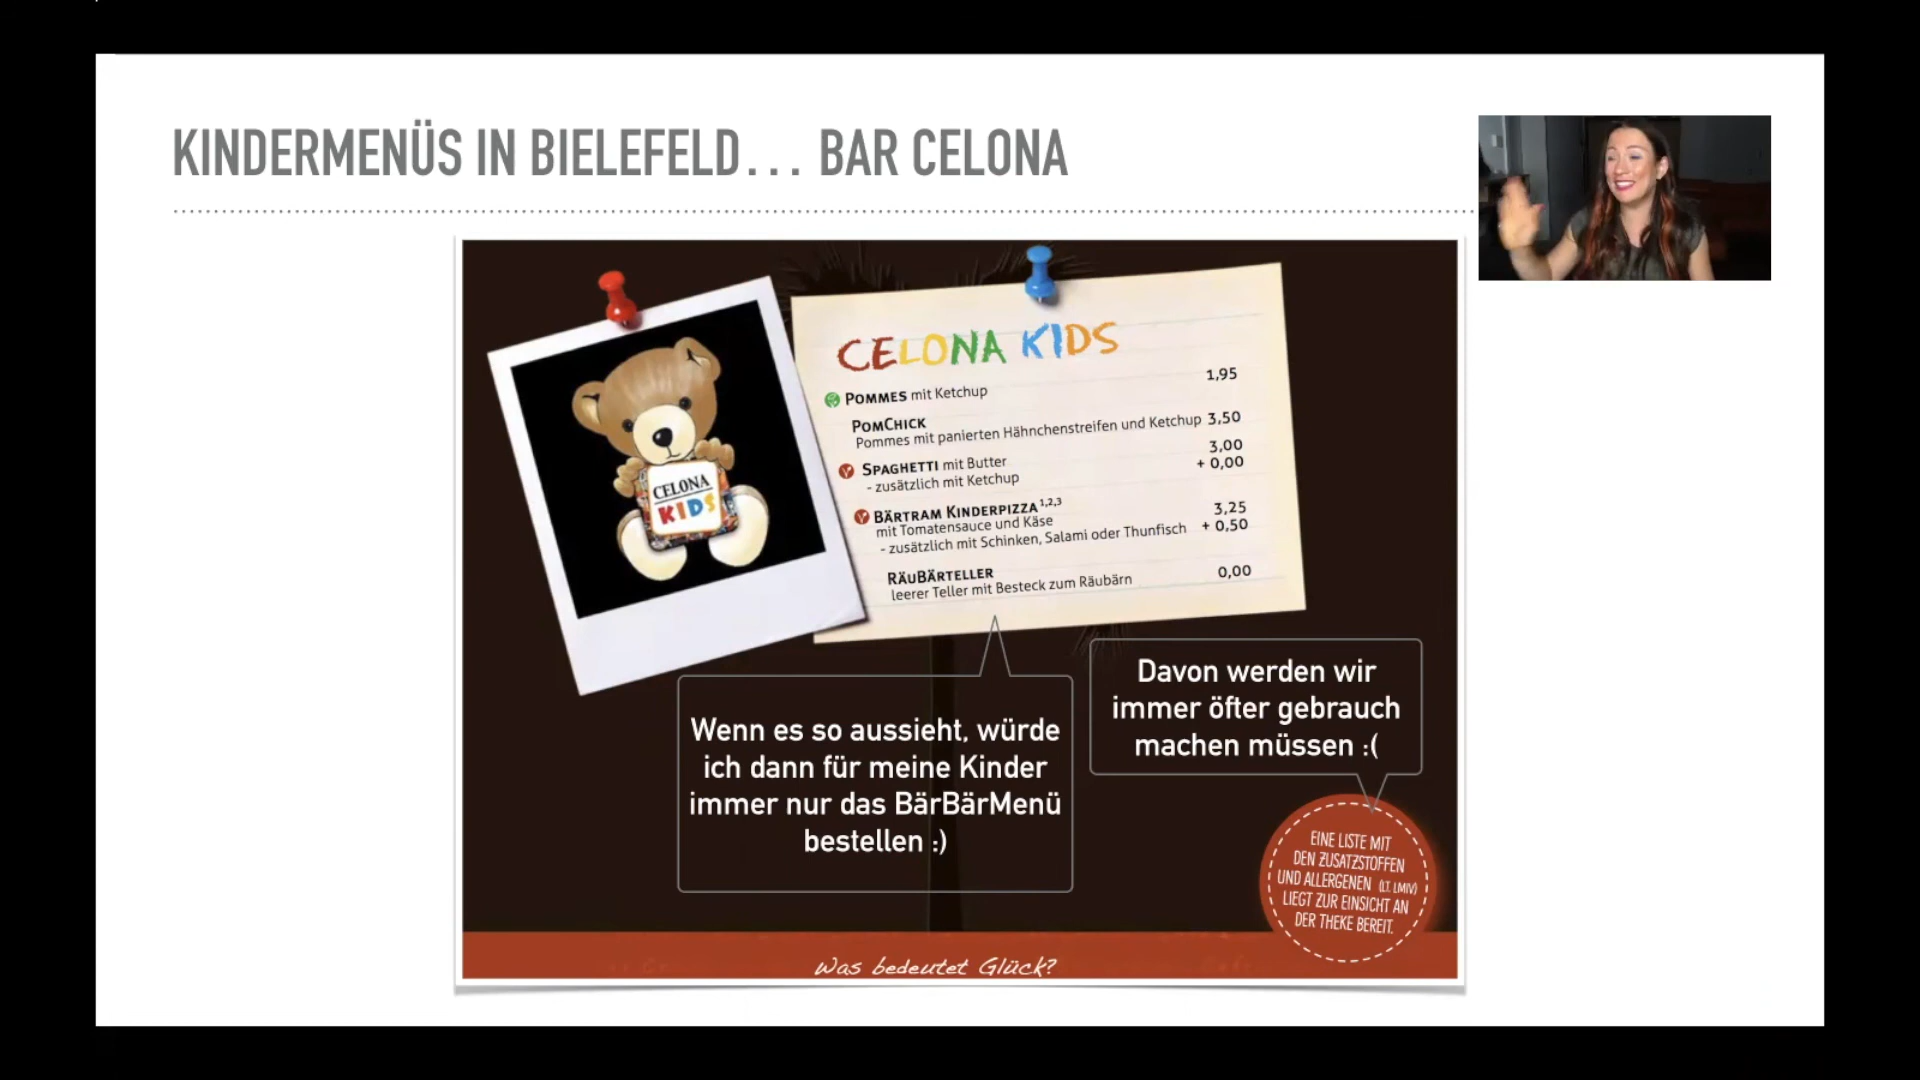 KINDERMENÜS IN BIELEFELD... BAR CELONA
CELONA
KIDS
CELONA KIDS
POMMES mit Ketchup 1,95
POMCHICK
Pommes mit panierten Hähnchenstreifen und Ketchup 3,50
SPAGHETTI mit Butter 3,00
- zusätzlich mit Ketchup + 0,00
BÄRTRAM KINDERPIZZA 1,2,3
mit Tomatensauce und Käse 3,25
- zusätzlich mit Schinken, Salami oder Thunfisch + 0,50
RÄUBÄRTELLER
leerer Teller mit Besteck zum Räubärn 0,00
Wenn es so aussieht, würde
ich dann für meine Kinder
immer nur das BärBärMenü
bestellen :)
Davon werden wir
immer öfter gebrauch
machen müssen :(
EINE LISTE MIT
DEN ZUSATZSTOFFEN
UND ALLERGENEN (LT. LMIV)
LIEGT ZUR EINSICHT AN
DER THEKE BEREIT.
Was bedeutet Glück?